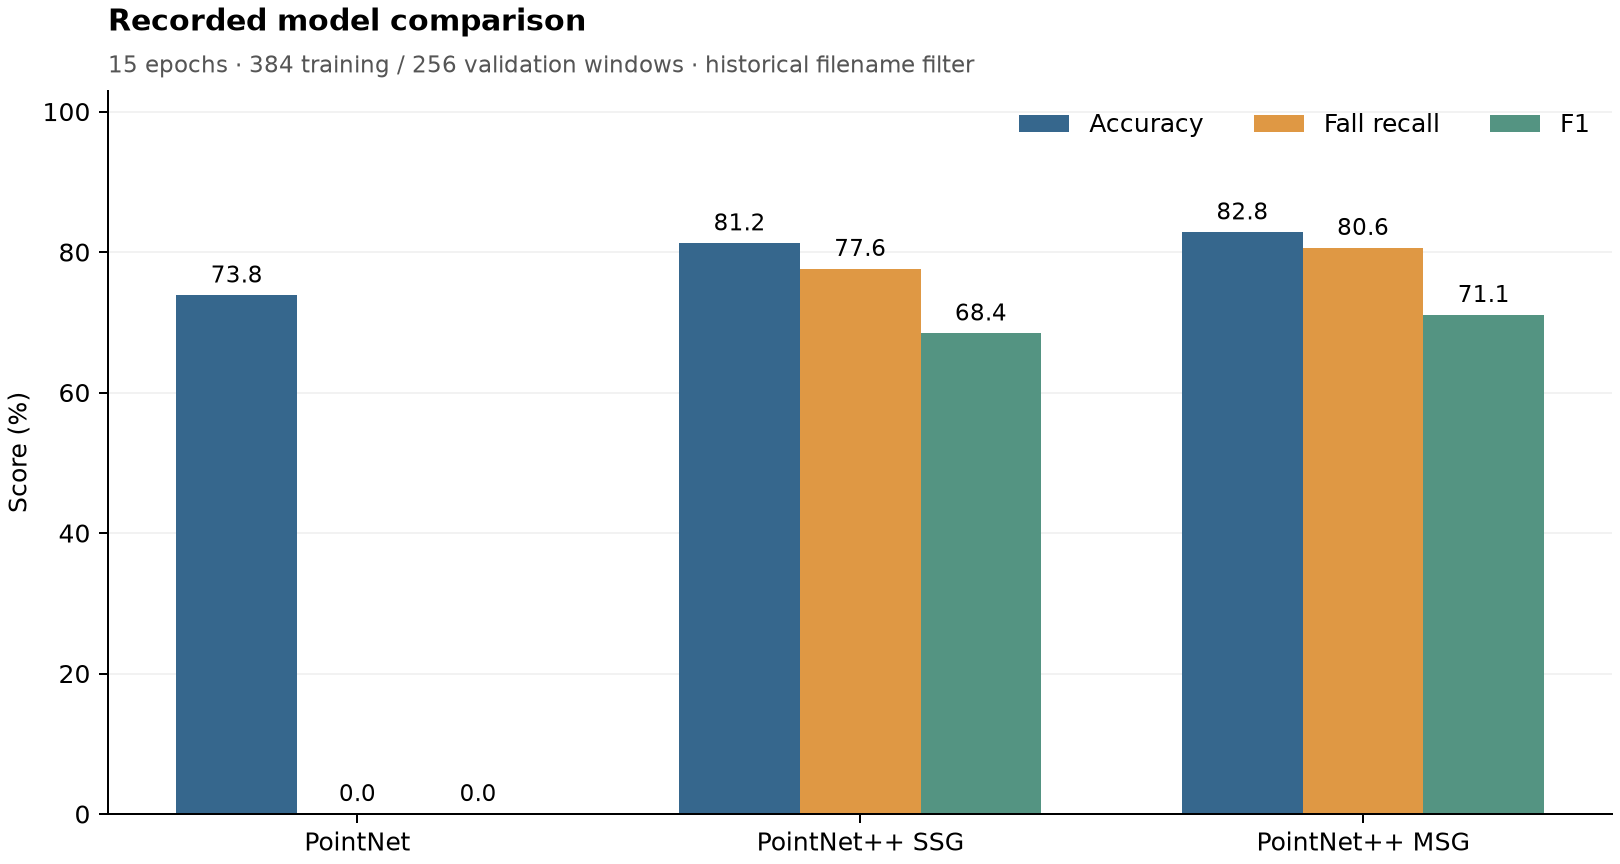 Recorded model comparison
15 epochs · 384 training / 256 validation windows · historical filename filter
Accuracy Fall recall F1
Score (%)
100
80
60
40
20
0
73.8 0.0 0.0
81.2 77.6 68.4
82.8 80.6 71.1
PointNet PointNet++ SSG PointNet++ MSG